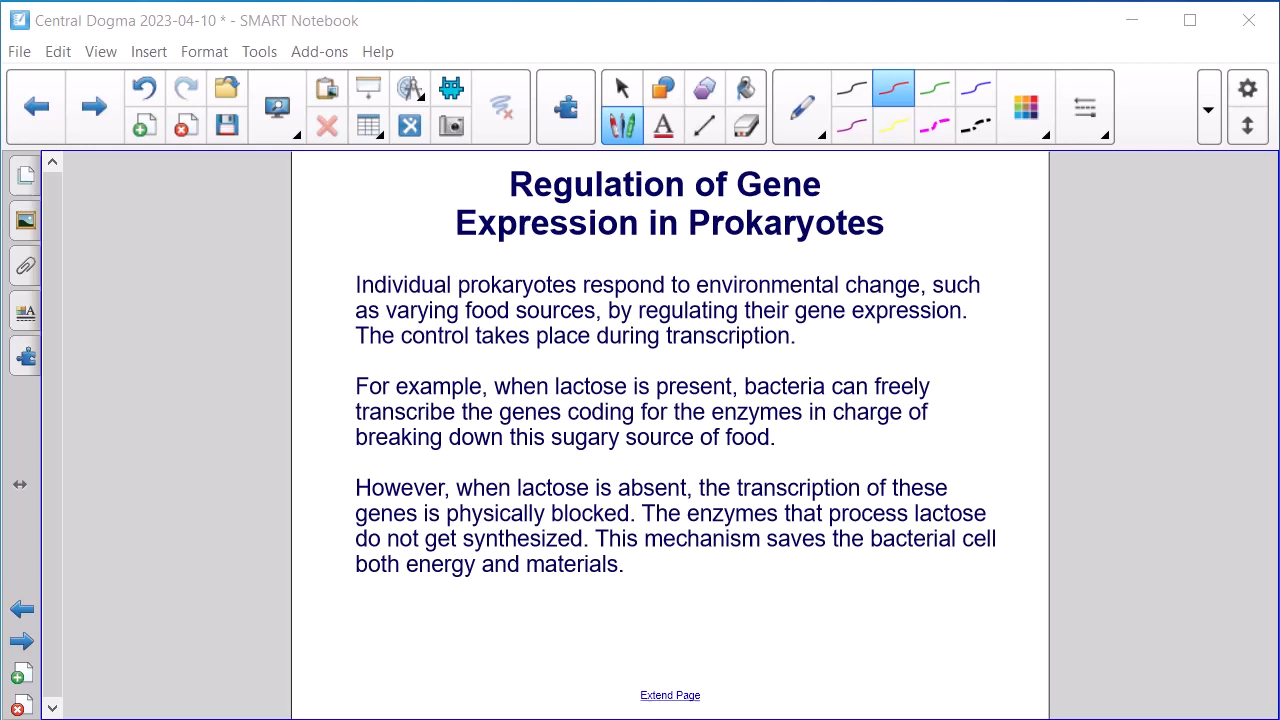 Central Dogma 2023-04-10 * - SMART Notebook
File Edit View Insert Format Tools Add-ons Help
Regulation of Gene
Expression in Prokaryotes
Individual prokaryotes respond to environmental change, such
as varying food sources, by regulating their gene expression.
The control takes place during transcription.
For example, when lactose is present, bacteria can freely
transcribe the genes coding for the enzymes in charge of
breaking down this sugary source of food.
However, when lactose is absent, the transcription of these
genes is physically blocked. The enzymes that process lactose
do not get synthesized. This mechanism saves the bacterial cell
both energy and materials.
Extend Page